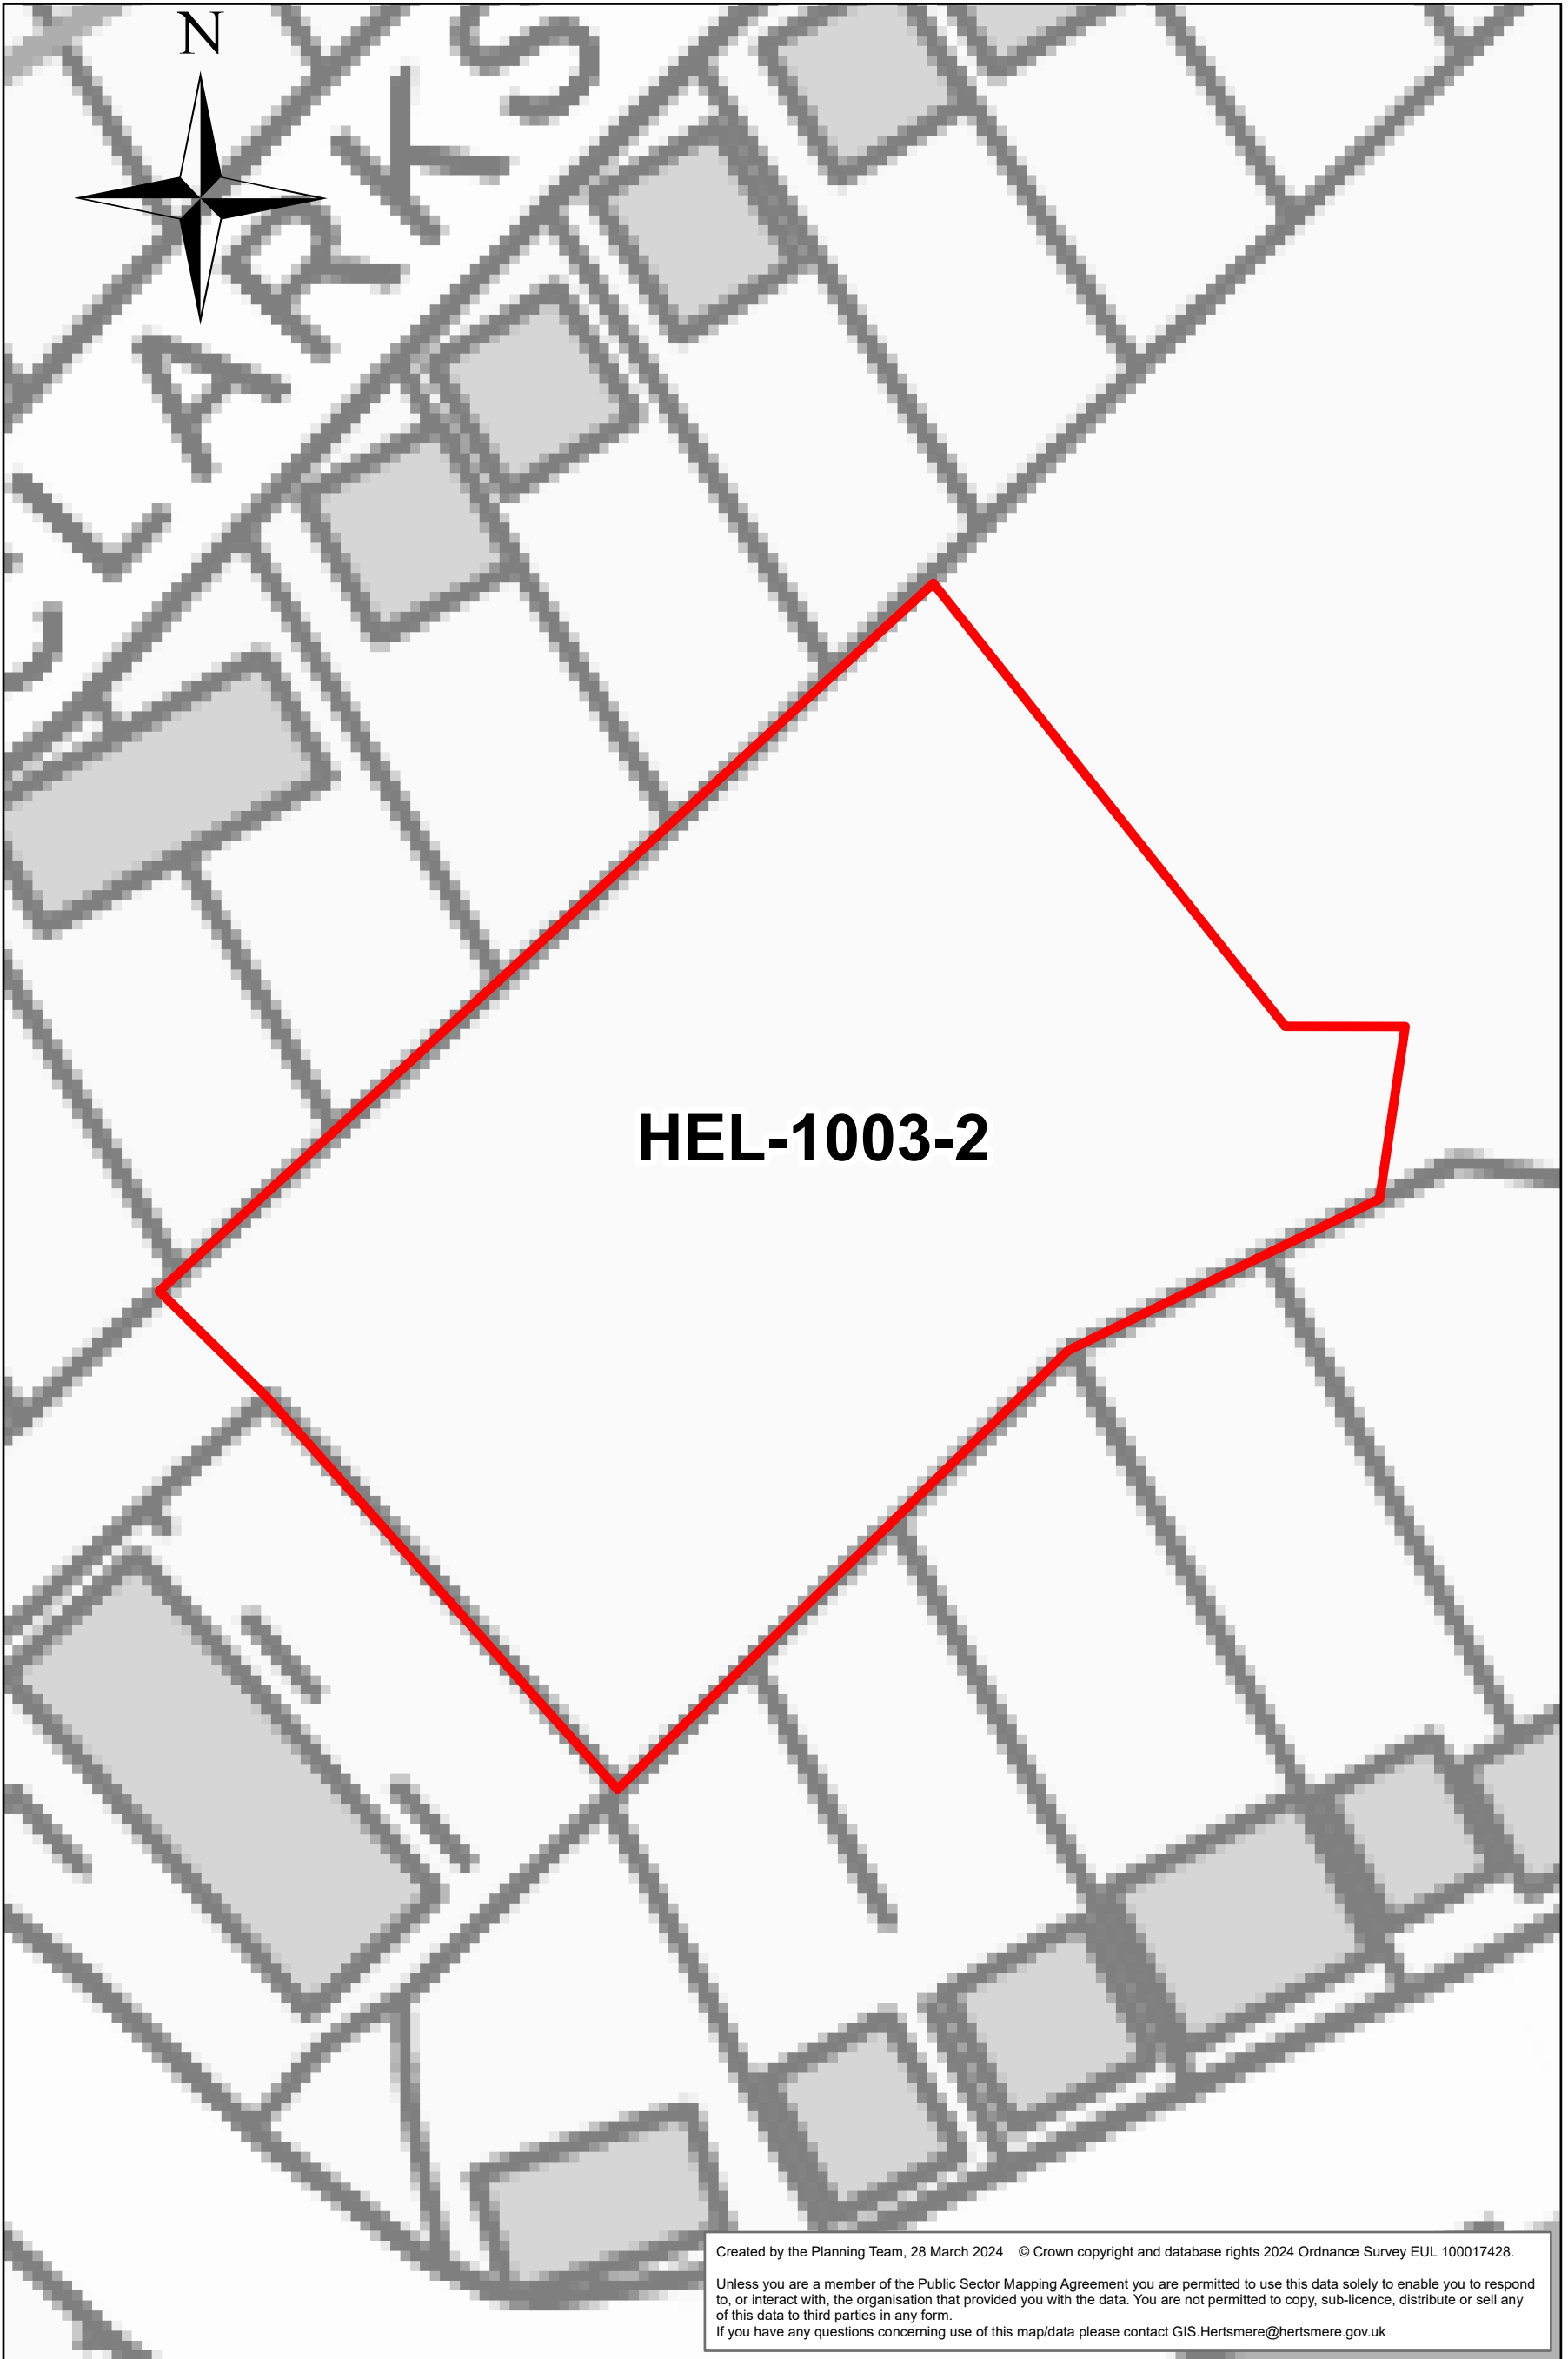 N
LARKS
HEL-1003-2
Created by the Planning Team, 28 March 2024 © Crown copyright and database rights 2024 Ordnance Survey EUL 100017428.
Unless you are a member of the Public Sector Mapping Agreement you are permitted to use this data solely to enable you to respond
to, or interact with, the organisation that provided you with the data. You are not permitted to copy, sub-licence, distribute or sell any
of this data to third parties in any form.
If you have any questions concerning use of this map/data please contact GIS.Hertsmere@hertsmere.gov.uk